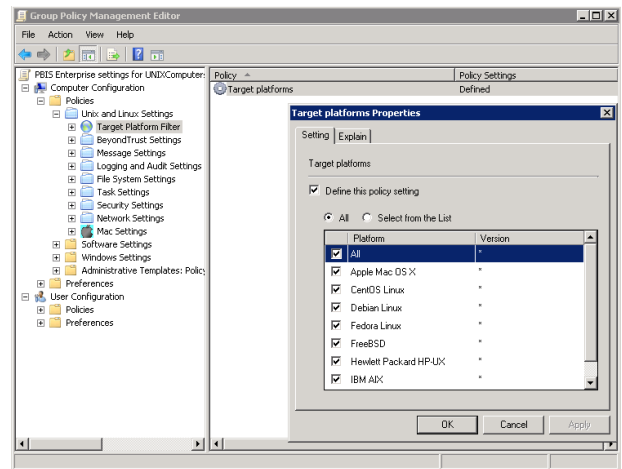 Group Policy Management Editor
File Action View Help
PBIS Enterprise settings for UNIXComputer:
Computer Configuration
Policies
Unix and Linux Settings
Target Platform Filter
BeyondTrust Settings
Message Settings
Logging and Audit Settings
File System Settings
Task Settings
Security Settings
Network Settings
Mac Settings
Software Settings
Windows Settings
Administrative Templates: Policy
Preferences
User Configuration
Policies
Preferences
Policy Policy Settings
Target platforms Defined
Target platforms Properties
Setting Explain
Target platforms
Define this policy setting
All Select from the List
Platform Version
All *
Apple Mac OS X *
CentOS Linux *
Debian Linux *
Fedora Linux *
FreeBSD *
Hewlett Packard HP-UX *
IBM AIX *
OK Cancel Apply